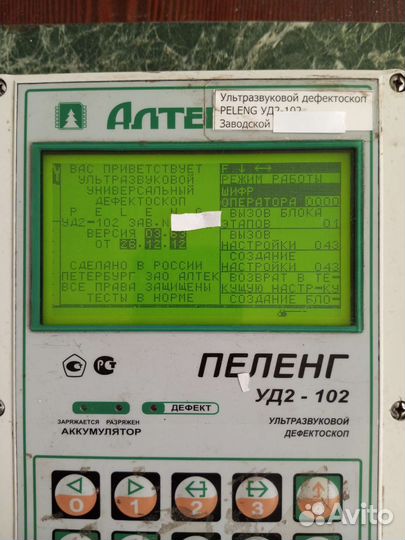 АЛТЕ
Ультразвуковой дефектоскоп
PELENG УД2-102
Заводской
ВАС ПРИВЕТСТВУЕТ
УЛЬТРАЗВУКОВОЙ
УНИВЕРСАЛЬНЫЙ
ДЕФЕКТОСКОП
P E L E G
УД2-102 ЗАВ.N
ВЕРСИЯ 03.
ОТ 26.12.12
СДЕЛАНО В РОССИИ
ПЕТЕРБУРГ ЗАО АЛТЕК
ВСЕ ПРАВА ЗАЩИЩЕНЫ
ТЕСТЫ В НОРМЕ
F ↓ ↔
РЕЖИМ РАБОТЫ
ШИФР
ОПЕРАТОРА 0000
ВЫЗОВ БЛОКА
ЭТАПОВ 01
ВЫЗОВ
НАСТРОЙКИ 043
СОЗДАНИЕ
НАСТРОЙКИ 043
ВОЗВРАТ В ТЕ-
КУЩУЮ НАСТР-КУ
СОЗДАНИЕ БЛО-
ПЕЛЕНГ
УД2 - 102
УЛЬТРАЗВУКОВОЙ
ДЕФЕКТОСКОП
ЗАРЯЖАЕТСЯ РАЗРЯЖЕН
АККУМУЛЯТОР
ДЕФЕКТ
0
1
2
3
Avito